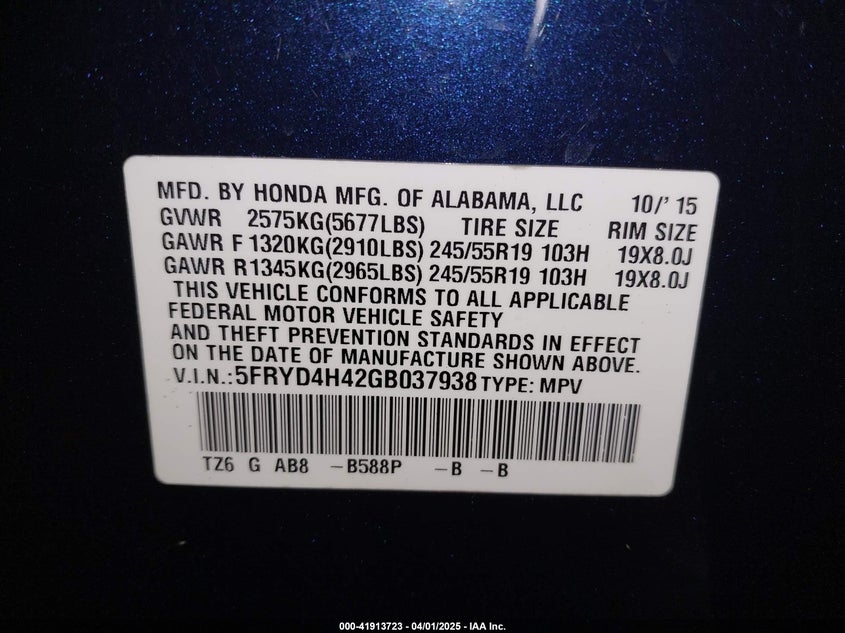 MFD. BY HONDA MFG. OF ALABAMA, LLC 10/'15
GVWR 2575KG(5677LBS) TIRE SIZE RIM SIZE
GAWR F 1320KG(2910LBS) 245/55R19 103H 19X8.0J
GAWR R 1345KG(2965LBS) 245/55R19 103H 19X8.0J
THIS VEHICLE CONFORMS TO ALL APPLICABLE
FEDERAL MOTOR VEHICLE SAFETY
AND THEFT PREVENTION STANDARDS IN EFFECT
ON THE DATE OF MANUFACTURE SHOWN ABOVE.
V.I.N.: 5FRYD4H42GB037938 TYPE: MPV
TZ6 G AB8 -B588P -B -B
000-41913723 - 04/01/2025 - IAA Inc.